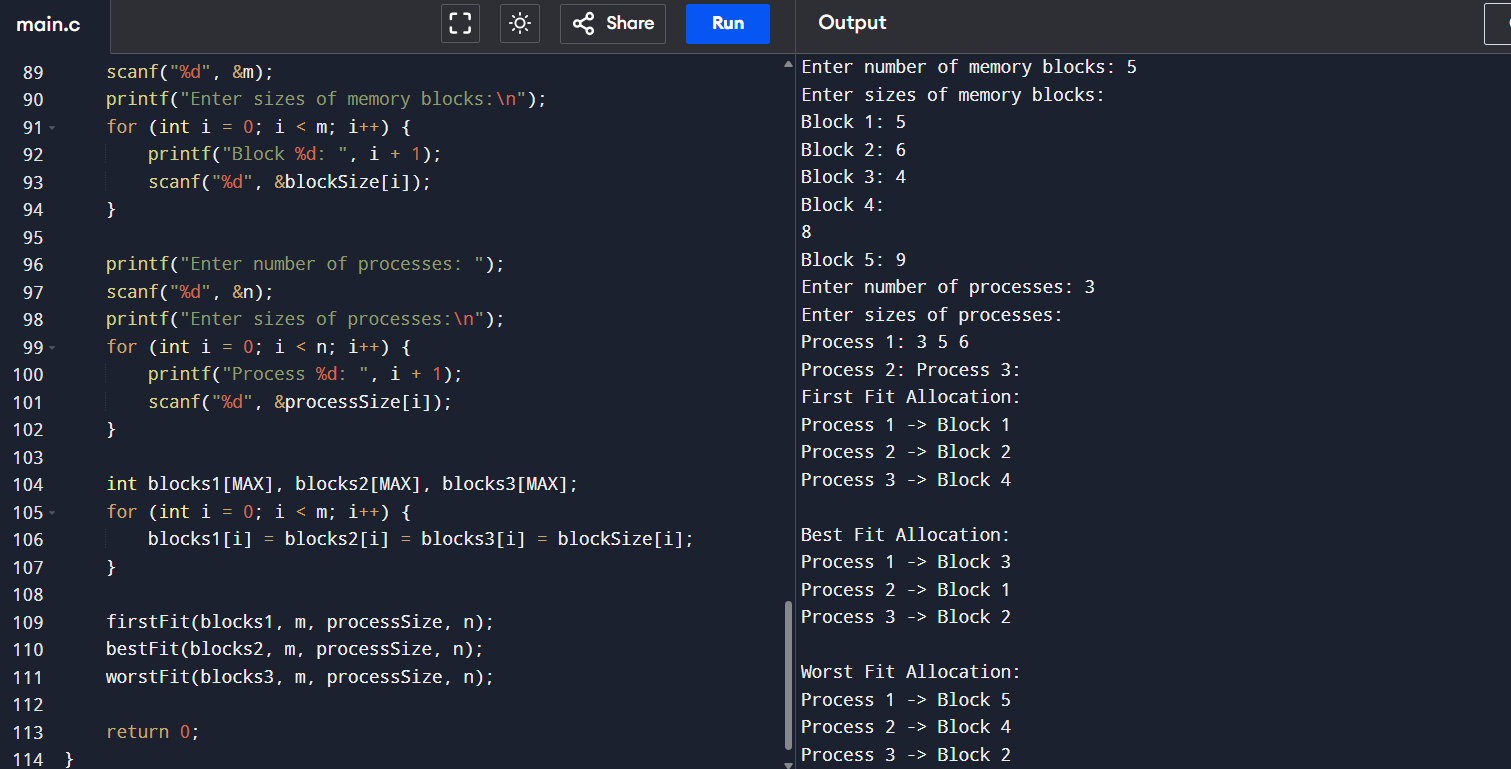 main.c
Share
Run
Output
89 scanf("%d", &m);
90 printf("Enter sizes of memory blocks:\n");
91 for (int i = 0; i < m; i++) {
92 printf("Block %d: ", i + 1);
93 scanf("%d", &blockSize[i]);
94 }
95
96 printf("Enter number of processes: ");
97 scanf("%d", &n);
98 printf("Enter sizes of processes:\n");
99 for (int i = 0; i < n; i++) {
100 printf("Process %d: ", i + 1);
101 scanf("%d", &processSize[i]);
102 }
103
104 int blocks1[MAX], blocks2[MAX], blocks3[MAX];
105 for (int i = 0; i < m; i++) {
106 blocks1[i] = blocks2[i] = blocks3[i] = blockSize[i];
107 }
108
109 firstFit(blocks1, m, processSize, n);
110 bestFit(blocks2, m, processSize, n);
111 worstFit(blocks3, m, processSize, n);
112
113 return 0;
114 }
Enter number of memory blocks: 5
Enter sizes of memory blocks:
Block 1: 5
Block 2: 6
Block 3: 4
Block 4:
8
Block 5: 9
Enter number of processes: 3
Enter sizes of processes:
Process 1: 3 5 6
Process 2: Process 3:
First Fit Allocation:
Process 1 -> Block 1
Process 2 -> Block 2
Process 3 -> Block 4
Best Fit Allocation:
Process 1 -> Block 3
Process 2 -> Block 1
Process 3 -> Block 2
Worst Fit Allocation:
Process 1 -> Block 5
Process 2 -> Block 4
Process 3 -> Block 2